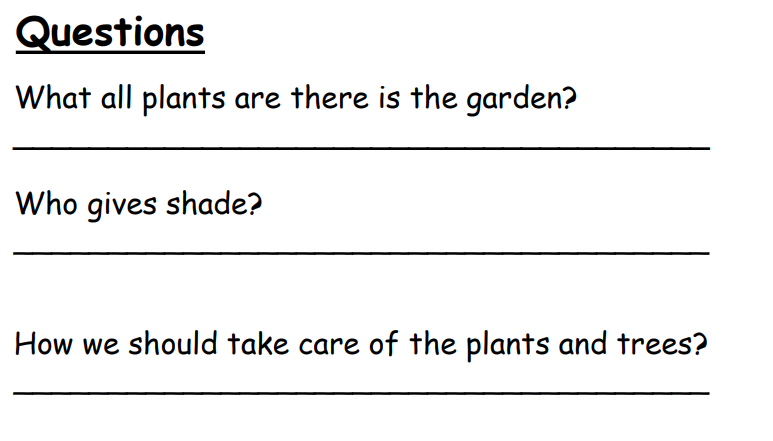 Questions
What all plants are there is the garden?
Who gives shade?
How we should take care of the plants and trees?